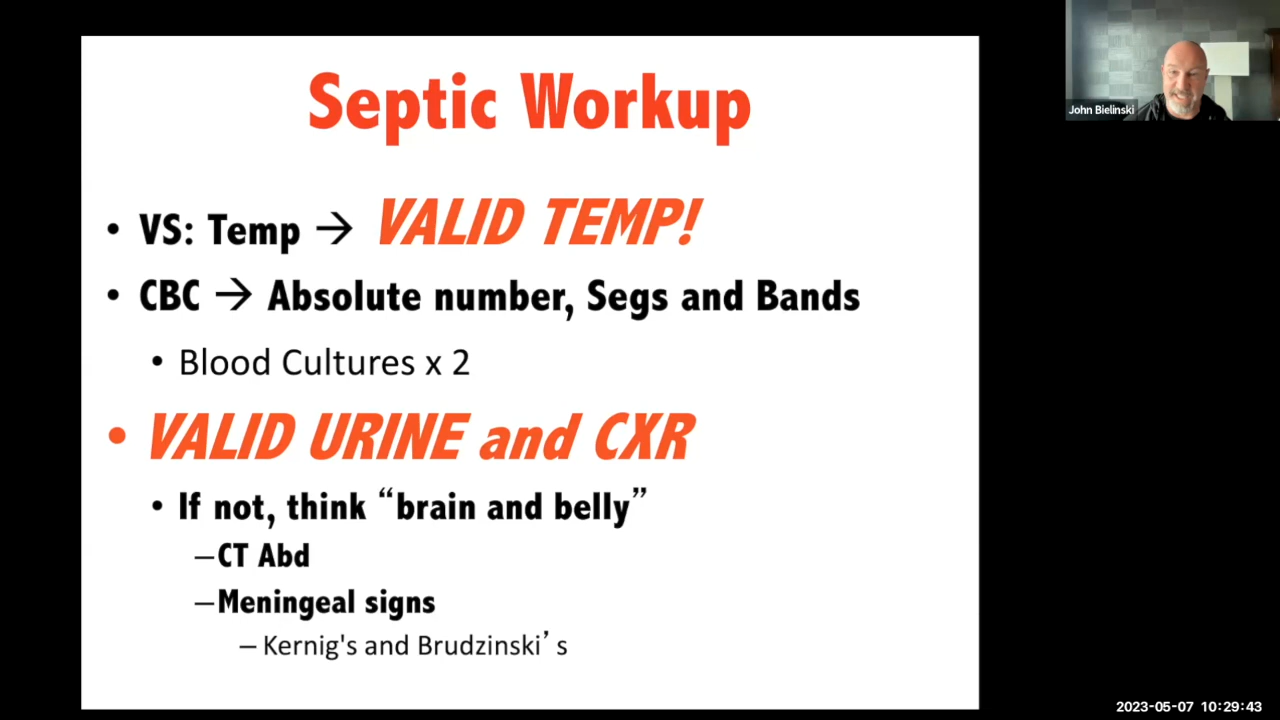 Septic Workup
• VS: Temp → VALID TEMP!
• CBC → Absolute number, Segs and Bands
• Blood Cultures x 2
• VALID URINE and CXR
• If not, think “brain and belly”
–CT Abd
–Meningeal signs
– Kernig's and Brudzinski’s
John Bielinski
2023-05-07 10:29:43